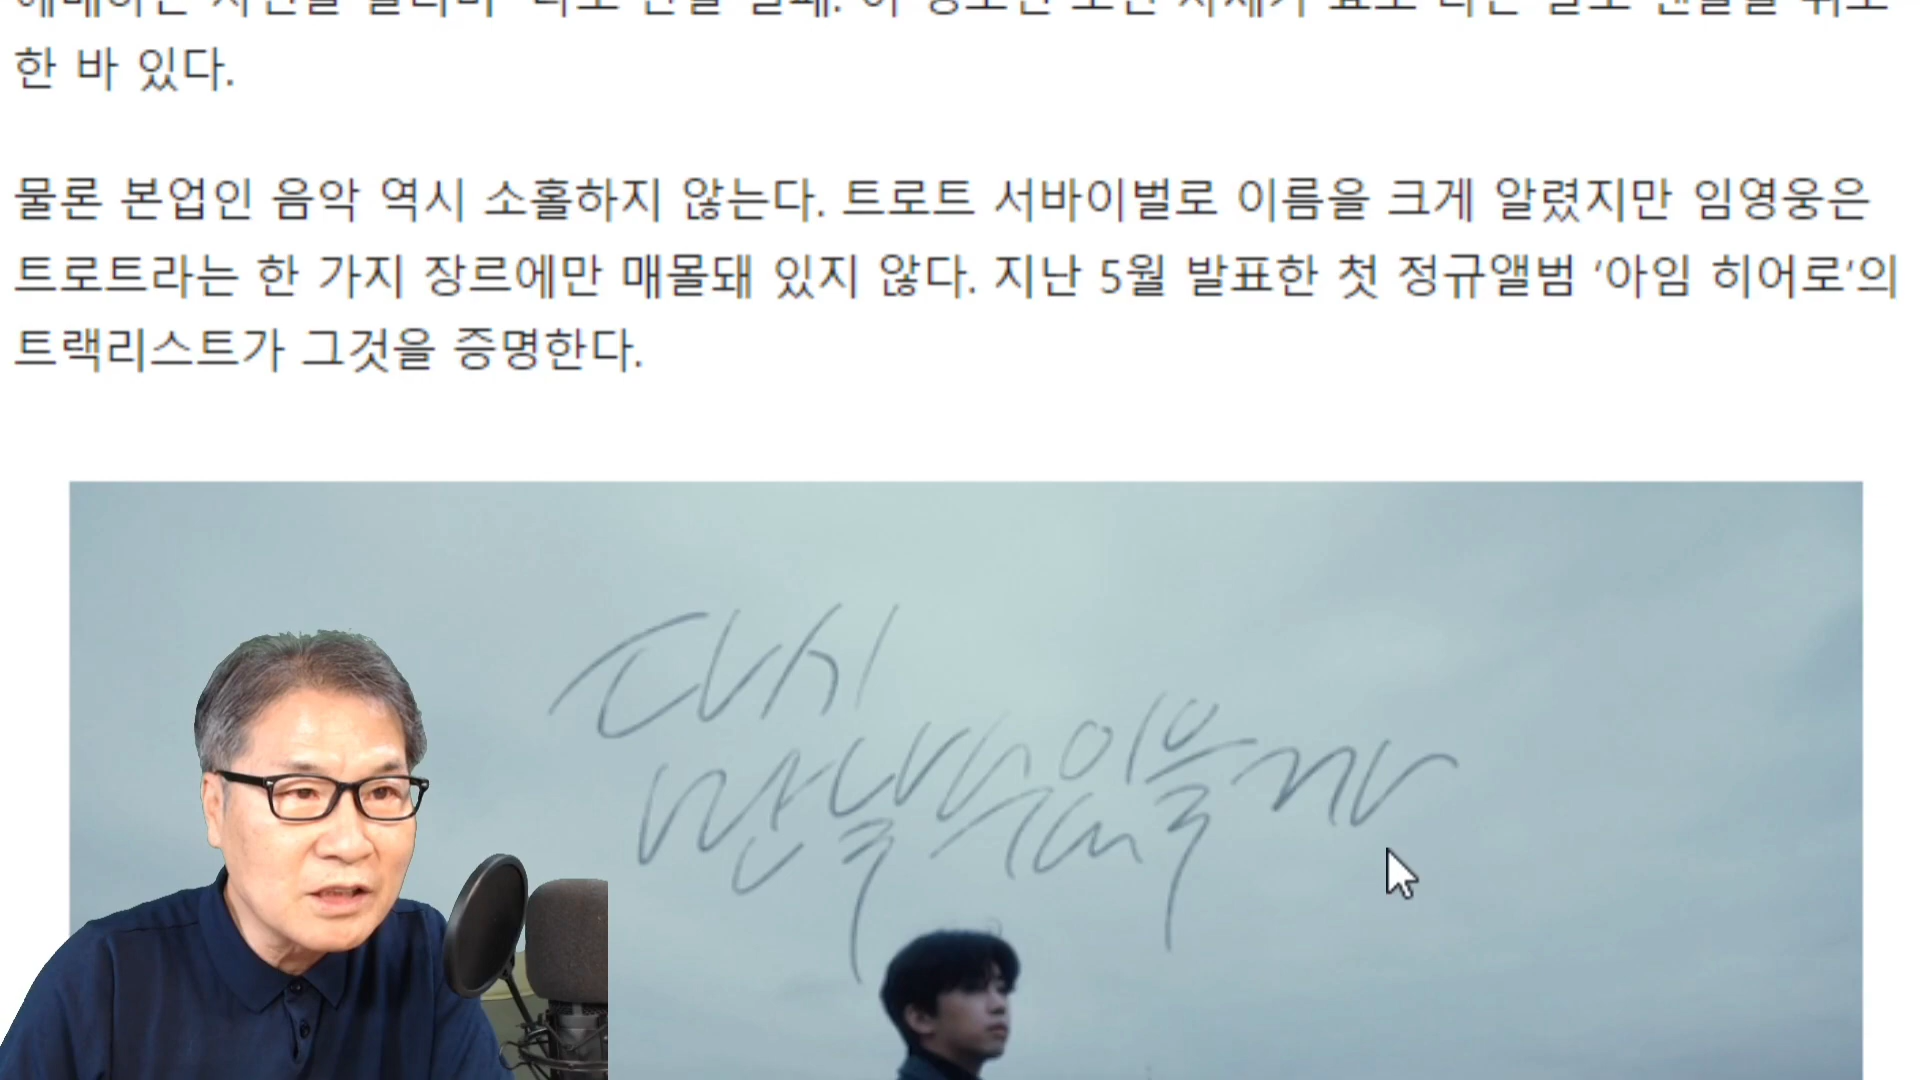 한 바 있다.
물론 본업인 음악 역시 소홀하지 않는다. 트로트 서바이벌로 이름을 크게 알렸지만 임영웅은
트로트라는 한 가지 장르에만 매몰돼 있지 않다. 지난 5월 발표한 첫 정규앨범 ‘아임 히어로’의
트랙리스트가 그것을 증명한다.
다시
만날 수 있을까